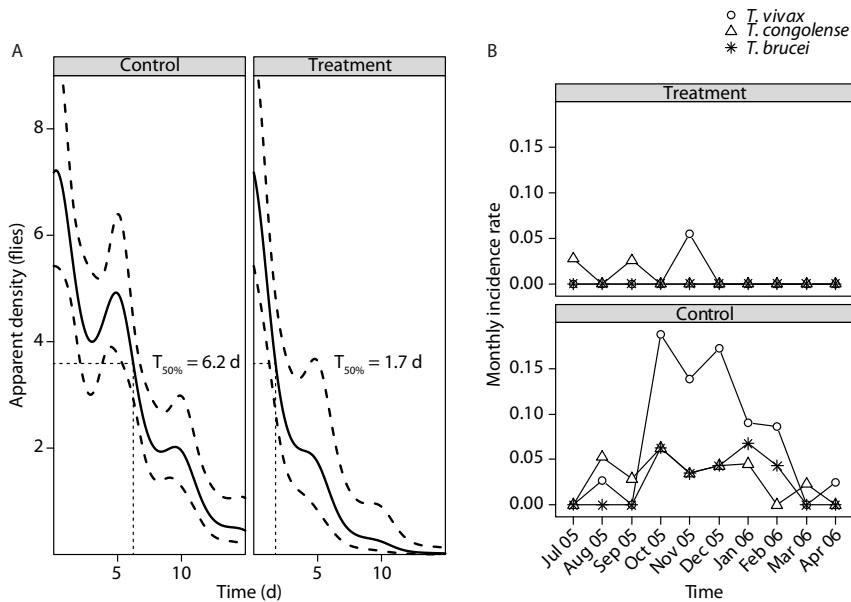 A
Control
Treatment
8
6
4
2
Apparent density (flies)
T50% = 6.2 d
T50% = 1.7 d
5
10
5
10
Time (d)
B
T. vivax
T. congolense
T. brucei
Treatment
0.15
0.10
0.05
0.00
Control
0.15
0.10
0.05
0.00
Monthly incidence rate
Jul 05
Aug 05
Sep 05
Oct 05
Nov 05
Dec 05
Jan 06
Feb 06
Mar 06
Apr 06
Time